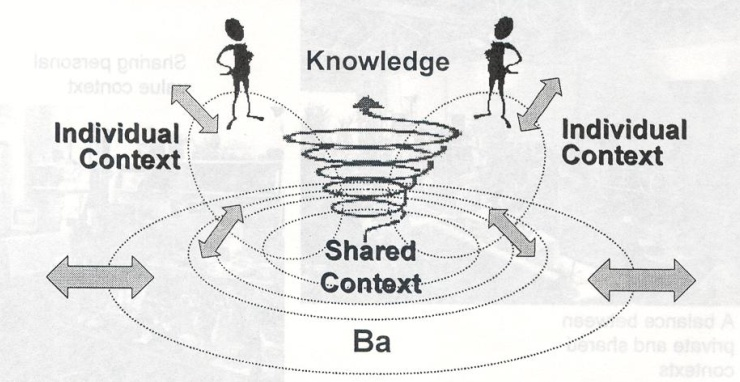 Sharing personal
value context
Knowledge
Individual
Context
Individual
Context
Shared
Context
Ba
A balance between
private and shared
contexts